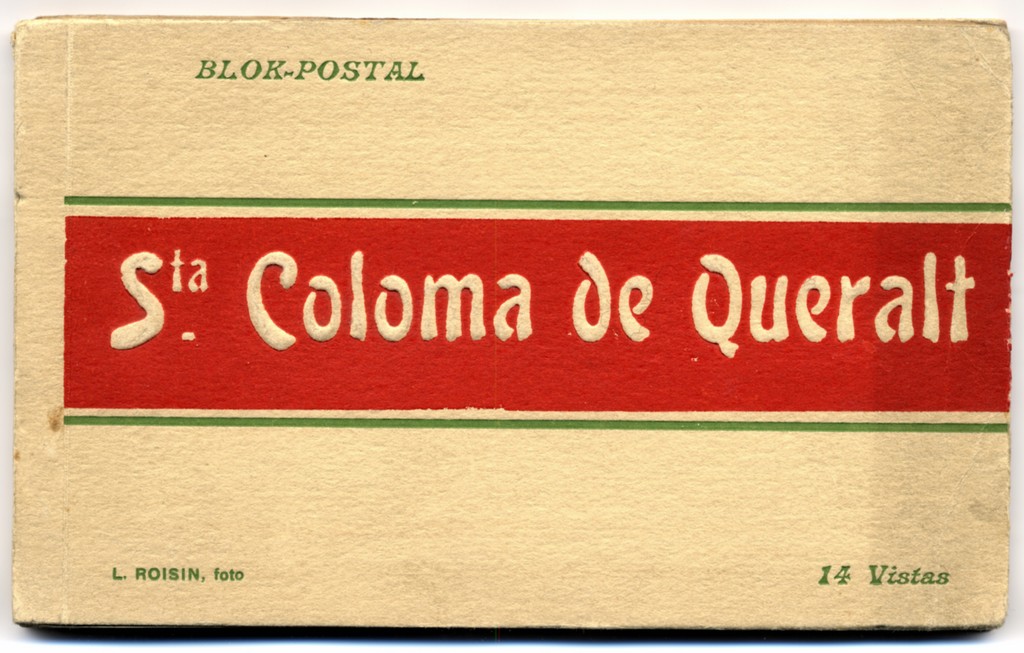 BLOK-POSTAL
Sta. Coloma de Queralt
L. ROISIN, foto
14 Vistas